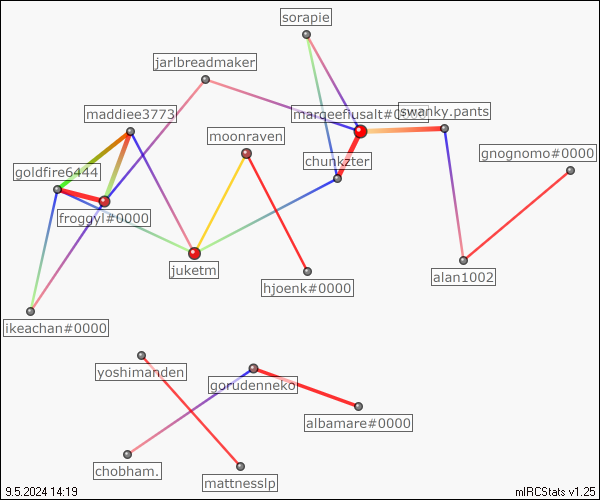 sorapie
jarlbreadmaker
maddiee3773
marqeeflusalt#0
swanky.pants
moonraven
gnognomo#0000
chunkzter
goldfire6444
froggyl#0000
juketm
alan1002
hjoenk#0000
ikeachan#0000
yoshimanden
gorudenneko
albamare#0000
chobham.
mattnesslp
9.5.2024 14:19
mIRCStats v1.25